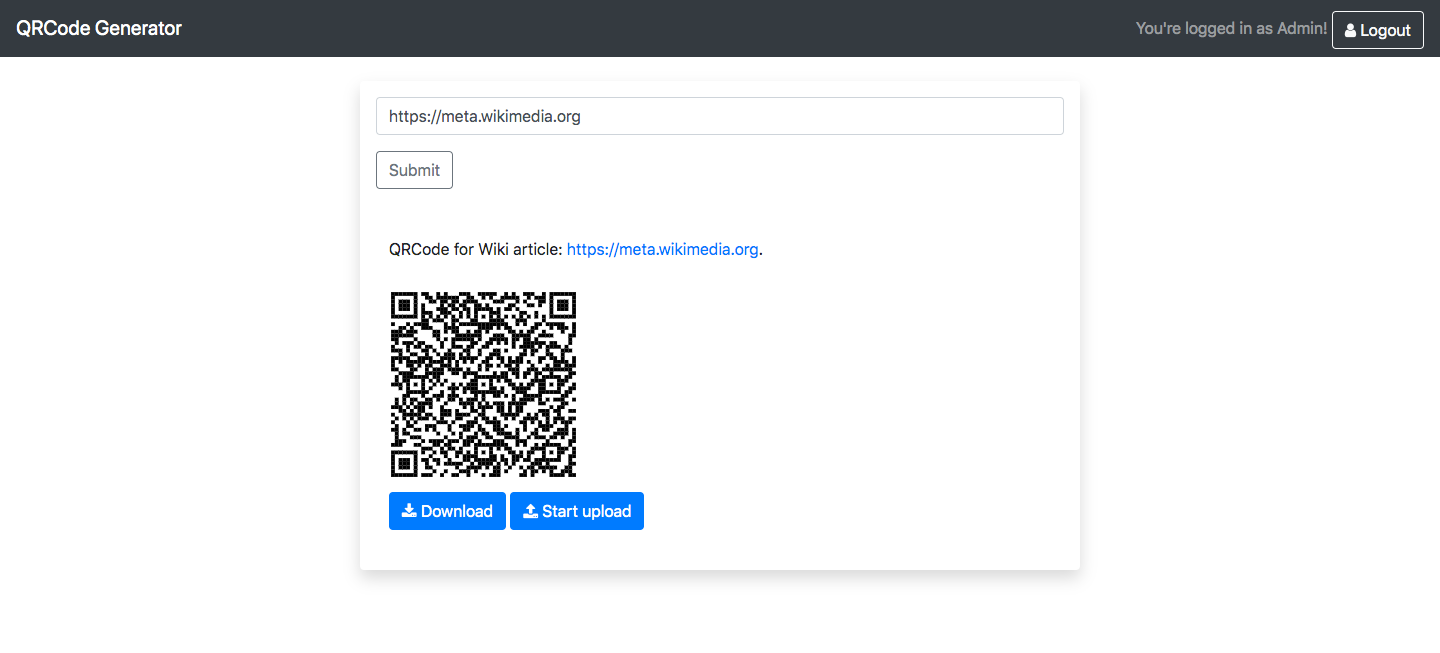 QRCode Generator
You're logged in as Admin! Logout
https://meta.wikimedia.org
Submit
QRCode for Wiki article: https://meta.wikimedia.org.
Download Start upload